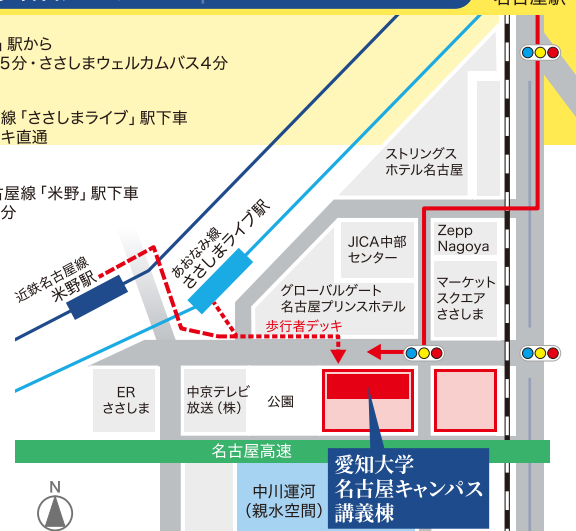 」駅から
5分・ささしまウェルカムバス4分
線「ささしまライブ」駅下車
キ直通
古屋線「米野」駅下車
分
ストリングス
ホテル名古屋
あおなみ線
ささしまライブ駅
近鉄名古屋線
米野駅
JICA中部
センター
Zepp
Nagoya
グローバルゲート
名古屋プリンスホテル
マーケット
スクエア
ささしま
歩行者デッキ
ER
ささしま
中京テレビ
放送(株)
公園
名古屋高速
愛知大学
名古屋キャンパス
講義棟
中川運河
(親水空間)
N